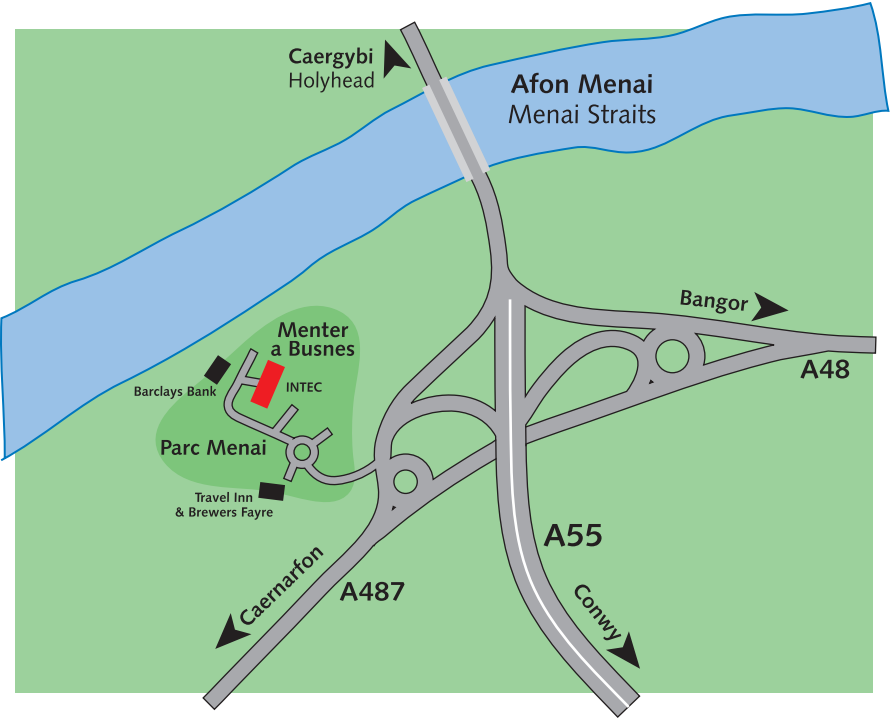 Caergybi
Holyhead
Afon Menai
Menai Straits
Bangor
A48
Menter
a Busnes
INTEC
Barclays Bank
Parc Menai
Travel Inn
& Brewers Fayre
A55
Caernarfon
A487
Conwy